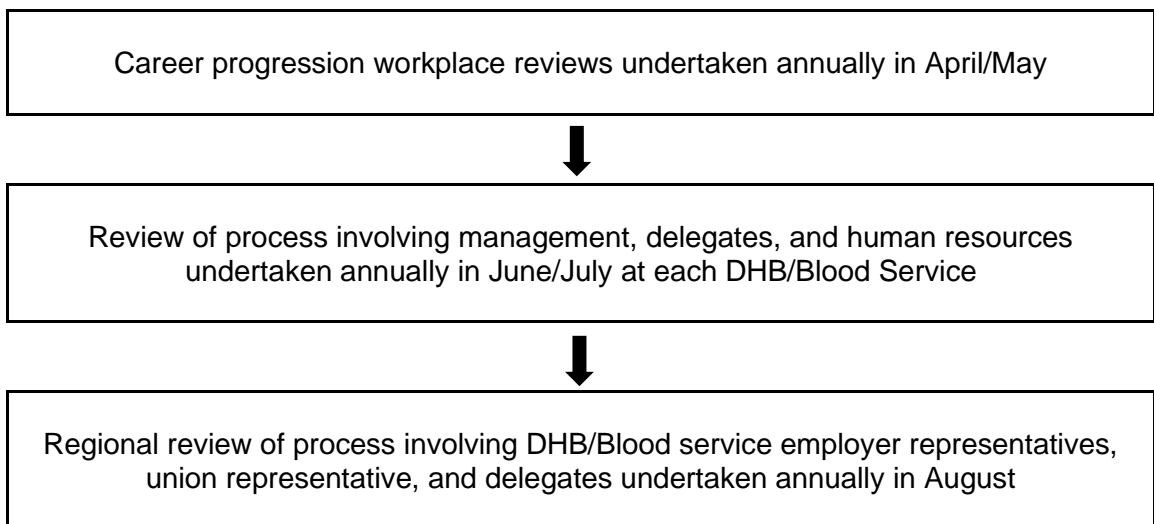 Career progression workplace reviews undertaken annually in April/May
Review of process involving management, delegates, and human resources
undertaken annually in June/July at each DHB/Blood Service
Regional review of process involving DHB/Blood service employer representatives,
union representative, and delegates undertaken annually in August